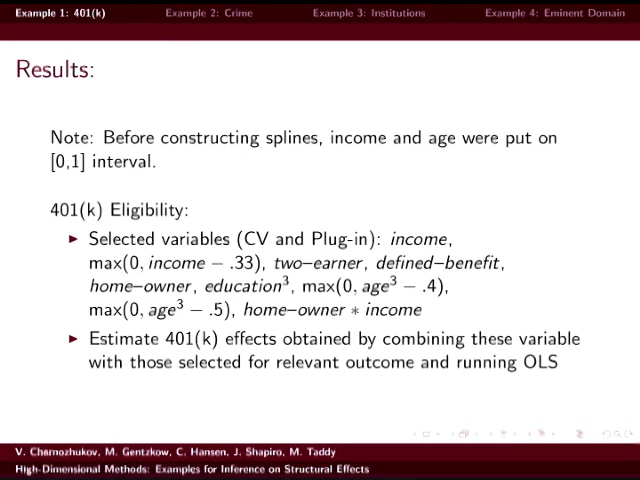 Example 1: 401(k) Example 2: Crime Example 3: Institutions Example 4: Eminent Domain
Results:
Note: Before constructing splines, income and age were put on
[0,1] interval.
401(k) Eligibility:
► Selected variables (CV and Plug-in): income,
max(0, income − .33), two−earner, defined−benefit,
home−owner, education³, max(0, age³ − .4),
max(0, age³ − .5), home−owner ∗ income
► Estimate 401(k) effects obtained by combining these variable
with those selected for relevant outcome and running OLS
V. Chernozhukov, M. Gentzkow, C. Hansen, J. Shapiro, M. Taddy
High-Dimensional Methods: Examples for Inference on Structural Effects